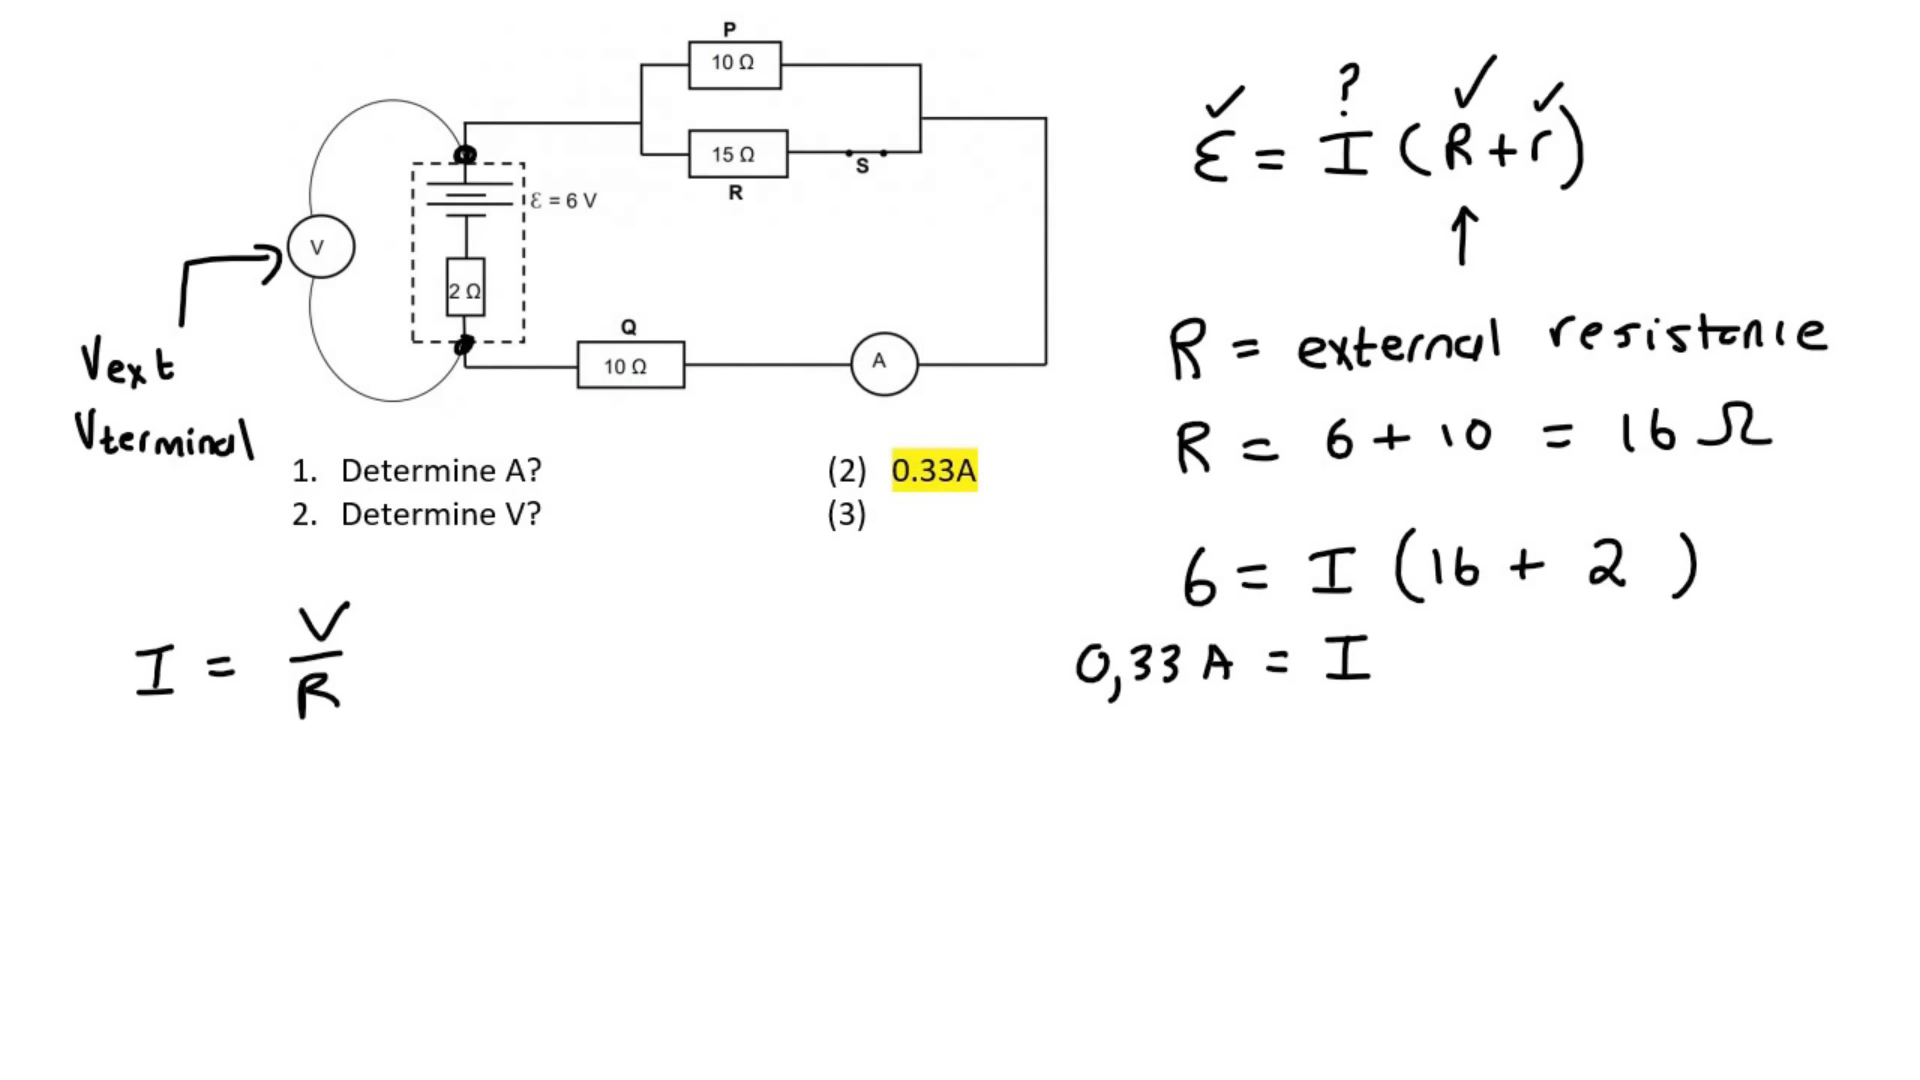 P
10 Ω
15 Ω
S
R
ℰ = 6 V
V
2 Ω
Q
10 Ω
A
Vext
Vterminal
1. Determine A? (2) 0.33A
2. Determine V? (3)
I = V/R
✓ ? ✓ ✓
ε = I (R + r)
↑
R = external resistance
R = 6 + 10 = 16 Ω
6 = I (16 + 2 )
0,33 A = I